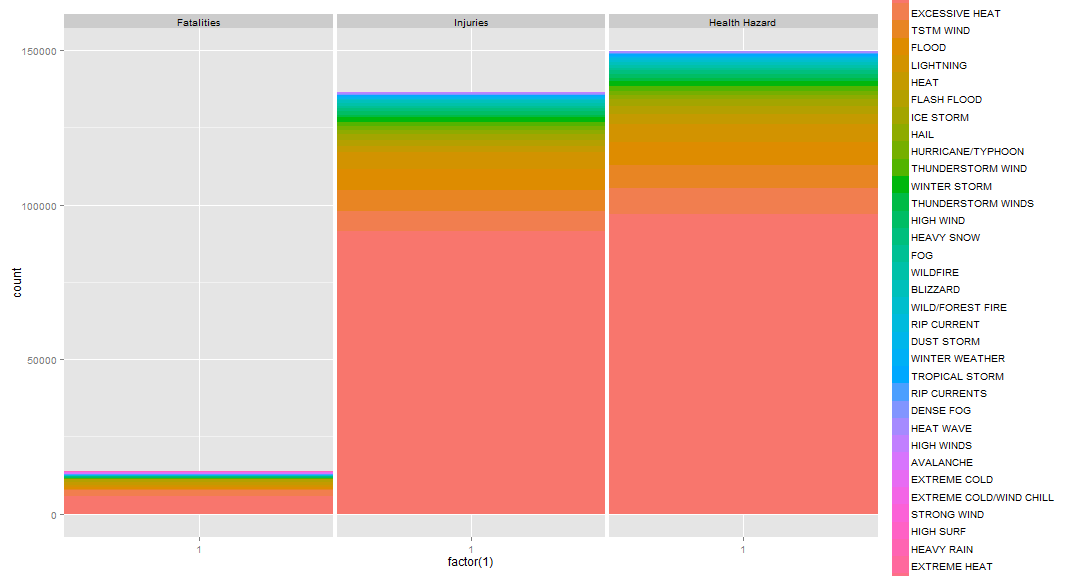 Fatalities
Injuries
Health Hazard
150000
100000
50000
0
count
1
1
1
factor(1)
EXCESSIVE HEAT
TSTM WIND
FLOOD
LIGHTNING
HEAT
FLASH FLOOD
ICE STORM
HAIL
HURRICANE/TYPHOON
THUNDERSTORM WIND
WINTER STORM
THUNDERSTORM WINDS
HIGH WIND
HEAVY SNOW
FOG
WILDFIRE
BLIZZARD
WILD/FOREST FIRE
RIP CURRENT
DUST STORM
WINTER WEATHER
TROPICAL STORM
RIP CURRENTS
DENSE FOG
HEAT WAVE
HIGH WINDS
AVALANCHE
EXTREME COLD
EXTREME COLD/WIND CHILL
STRONG WIND
HIGH SURF
HEAVY RAIN
EXTREME HEAT